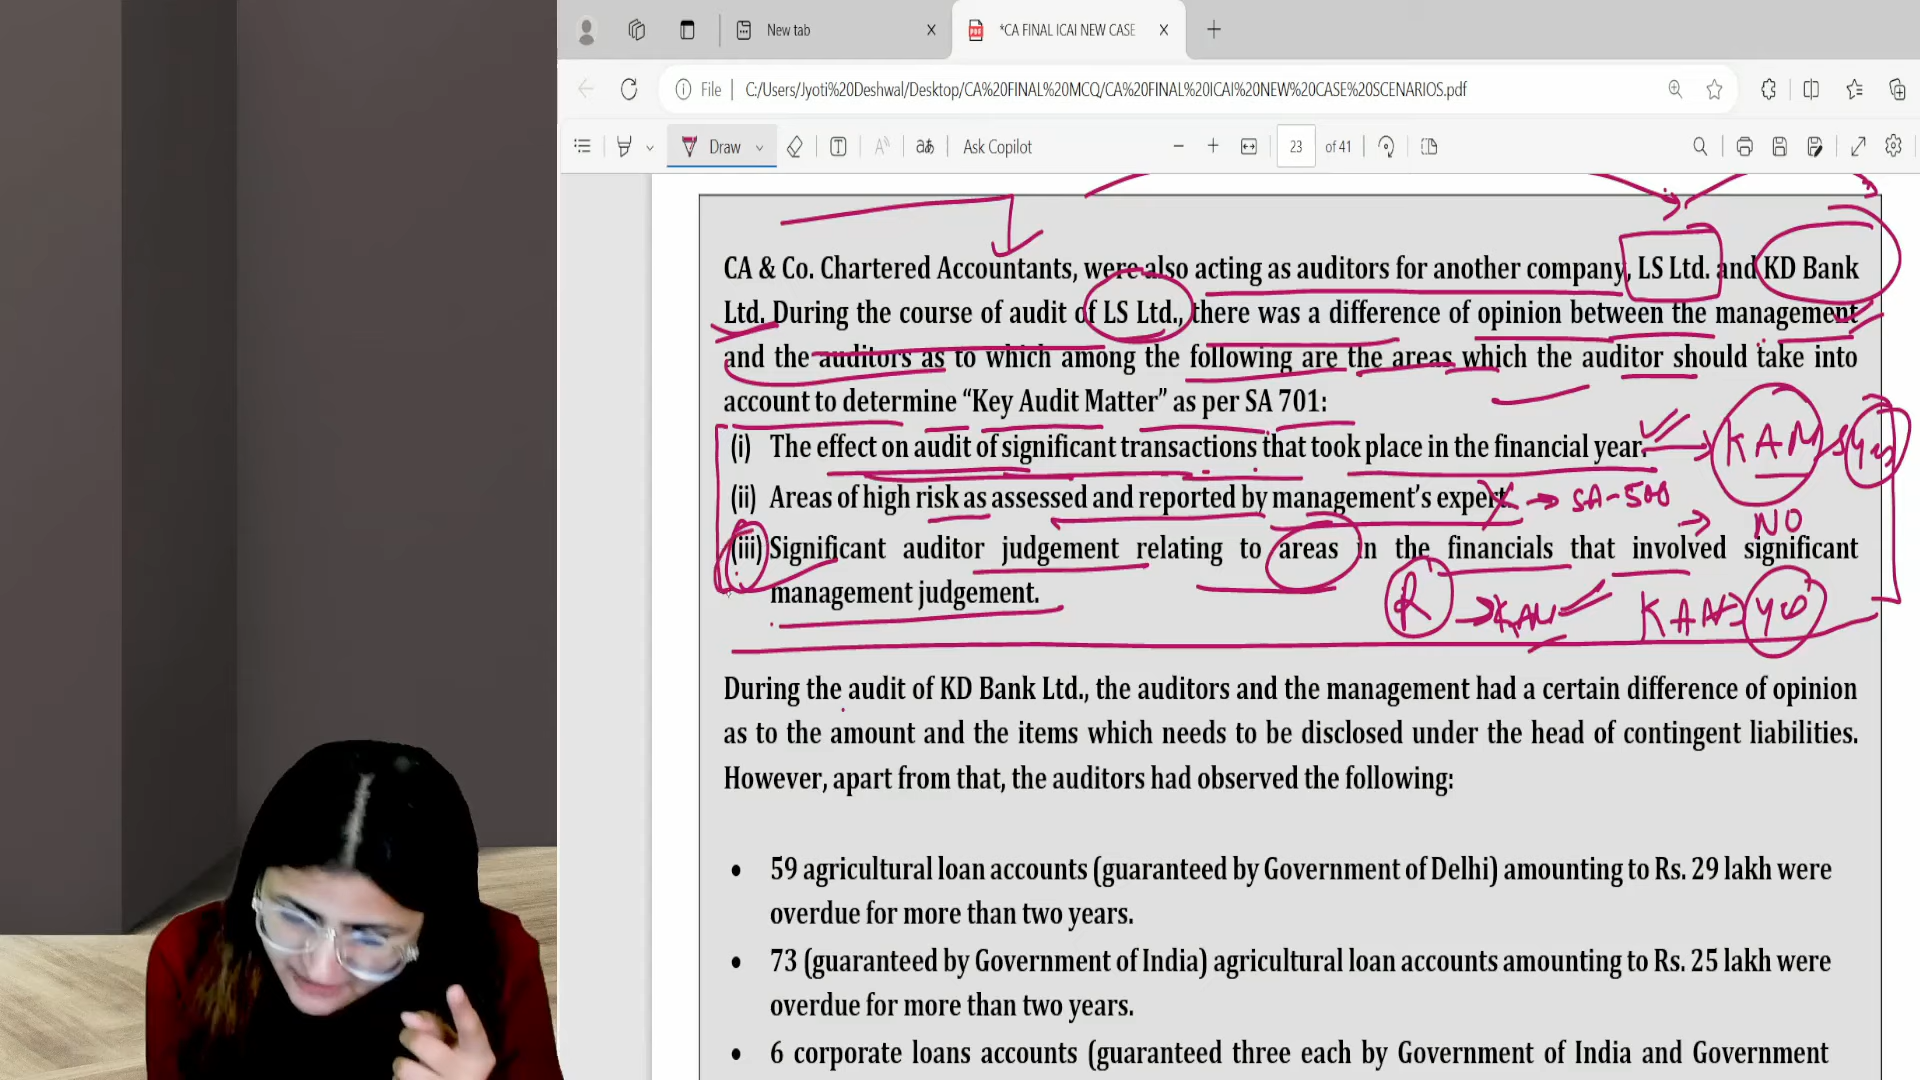 New tab
*CA FINAL ICAI NEW CASE
File C:/Users/Jyoti%20Deshwal/Desktop/CA%20FINAL%20MCQ/CA%20FINAL%20ICAI%20NEW%20CASE%20SCENARIOS.pdf
Draw Ask Copilot 23 of 41
CA & Co. Chartered Accountants, were also acting as auditors for another company, LS Ltd. and KD Bank
Ltd. During the course of audit of LS Ltd., there was a difference of opinion between the management
and the auditors as to which among the following are the areas which the auditor should take into
account to determine “Key Audit Matter” as per SA 701:
(i) The effect on audit of significant transactions that took place in the financial year. KAM yes
(ii) Areas of high risk as assessed and reported by management’s expert. SA-500
NO
(iii) Significant auditor judgement relating to areas in the financials that involved significant
management judgement. R KAM KAM yes
During the audit of KD Bank Ltd., the auditors and the management had a certain difference of opinion
as to the amount and the items which needs to be disclosed under the head of contingent liabilities.
However, apart from that, the auditors had observed the following:
• 59 agricultural loan accounts (guaranteed by Government of Delhi) amounting to Rs. 29 lakh were
overdue for more than two years.
• 73 (guaranteed by Government of India) agricultural loan accounts amounting to Rs. 25 lakh were
overdue for more than two years.
• 6 corporate loans accounts (guaranteed three each by Government of India and Government